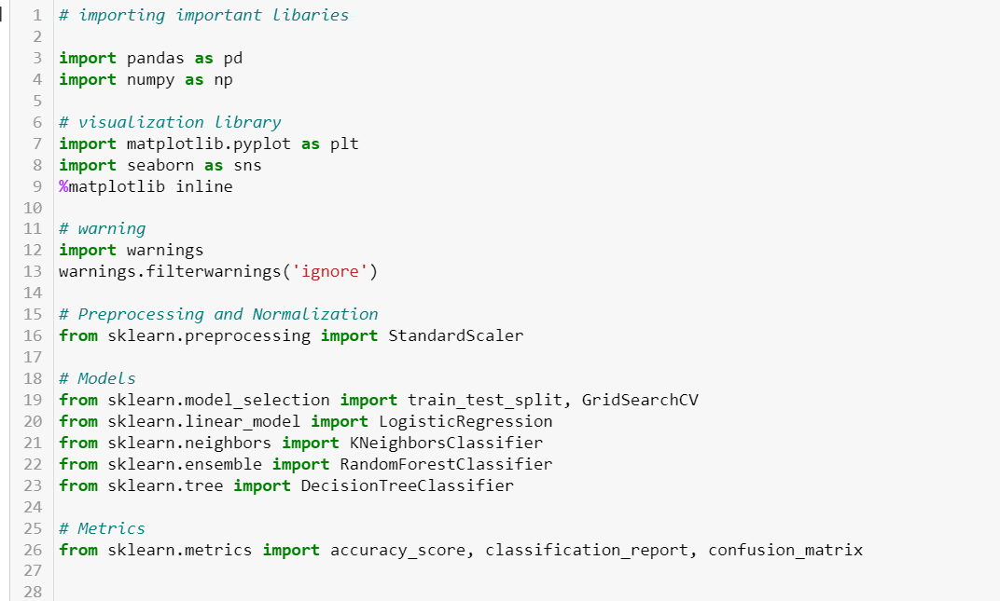 1 # importing important libaries
2
3 import pandas as pd
4 import numpy as np
5
6 # visualization library
7 import matplotlib.pyplot as plt
8 import seaborn as sns
9 %matplotlib inline
10
11 # warning
12 import warnings
13 warnings.filterwarnings('ignore')
14
15 # Preprocessing and Normalization
16 from sklearn.preprocessing import StandardScaler
17
18 # Models
19 from sklearn.model_selection import train_test_split, GridSearchCV
20 from sklearn.linear_model import LogisticRegression
21 from sklearn.neighbors import KNeighborsClassifier
22 from sklearn.ensemble import RandomForestClassifier
23 from sklearn.tree import DecisionTreeClassifier
24
25 # Metrics
26 from sklearn.metrics import accuracy_score, classification_report, confusion_matrix
27
28